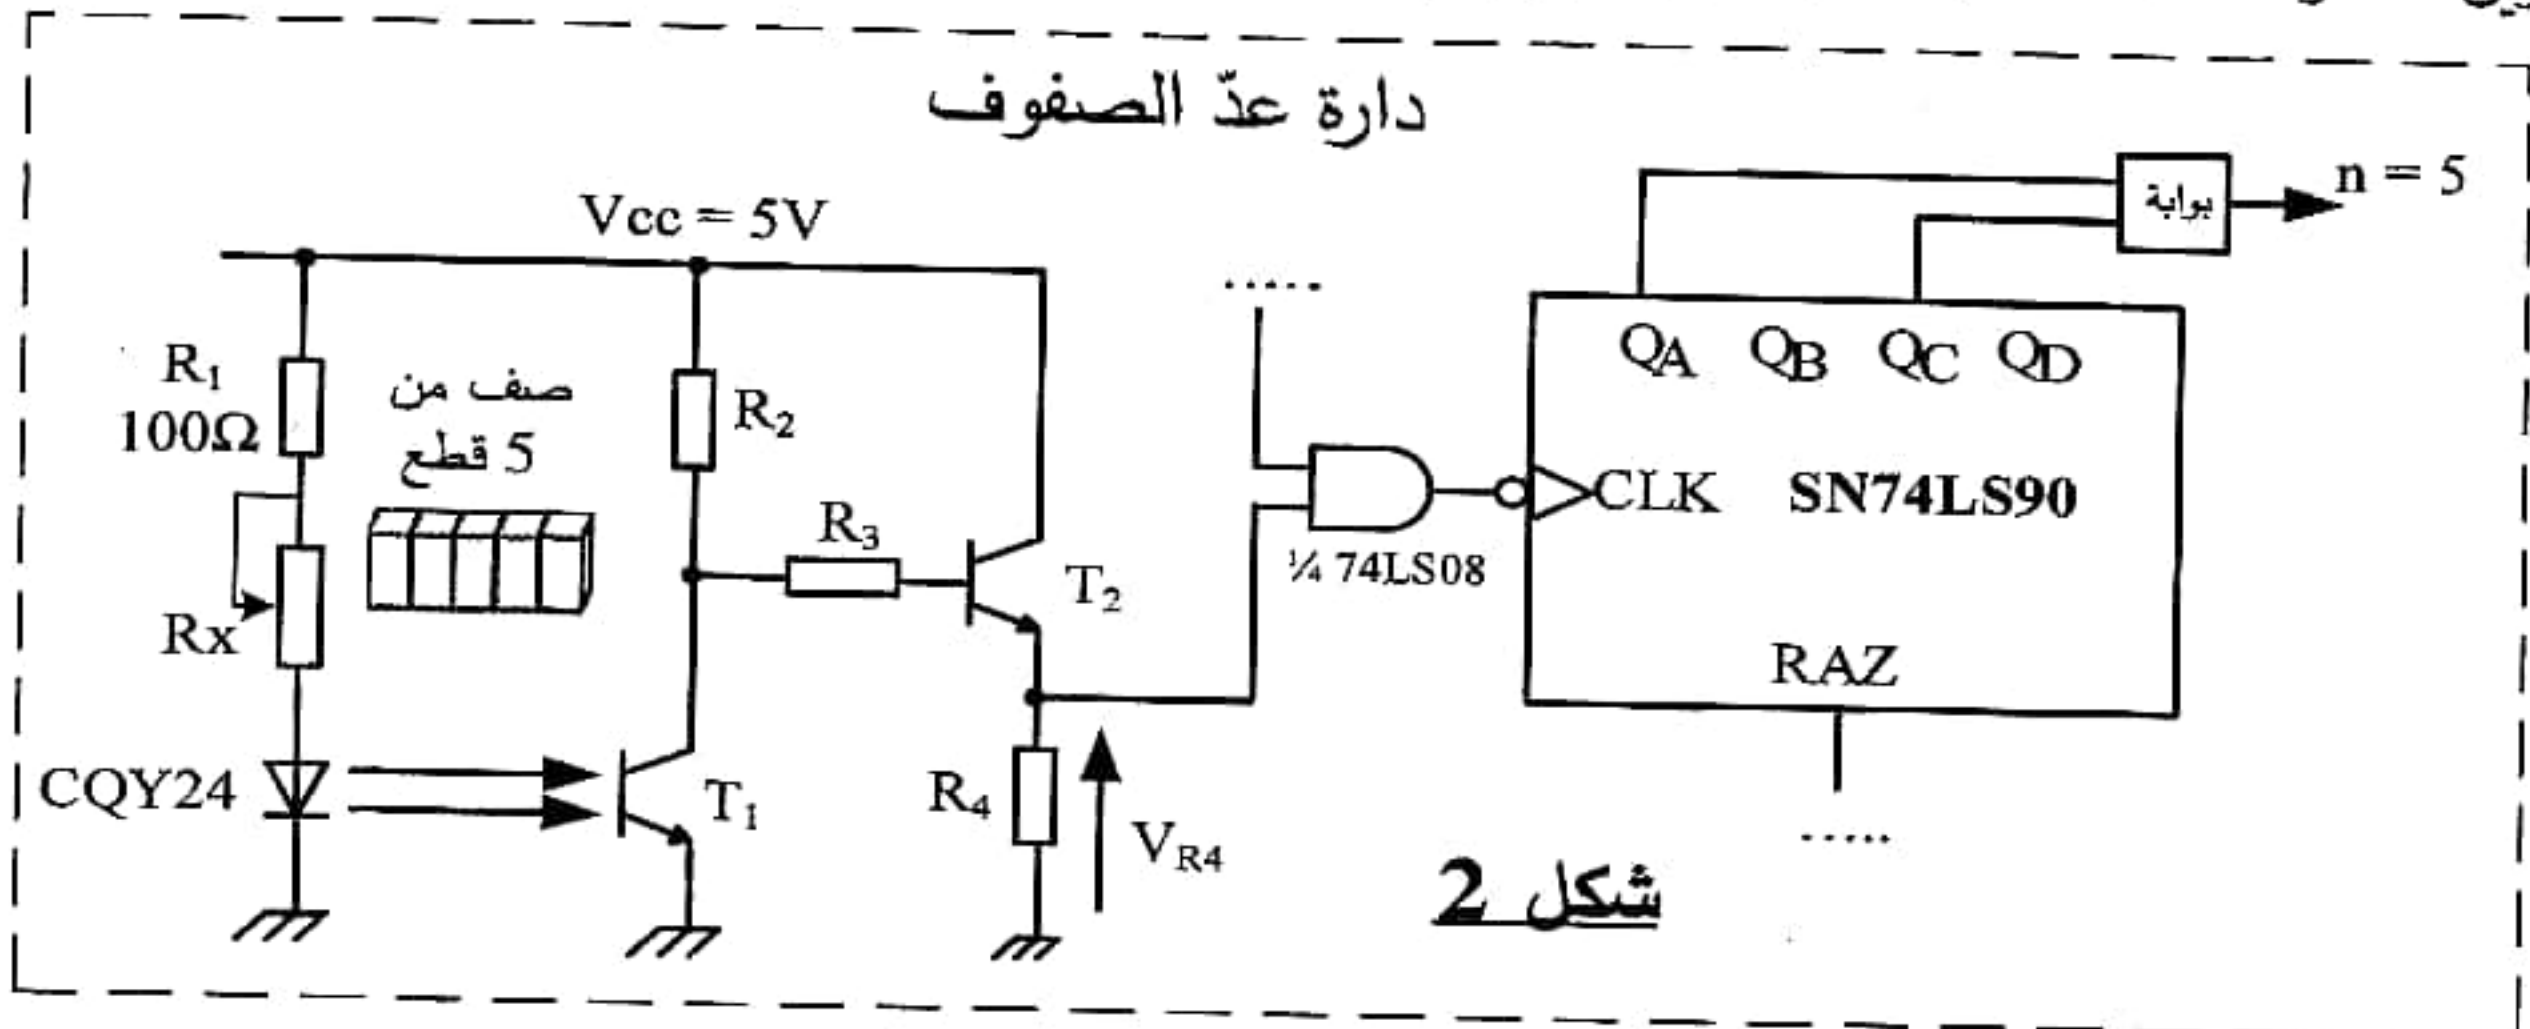 دارة عدّ الصفوف
Vcc = 5V
n = 5
بوابة
.....
R₁
100Ω
صف من
5 قطع
R₂
QA QB QC QD
R₃
CLK SN74LS90
¼ 74LS08
Rx
T₂
RAZ
CQY24
T₁
R₄
V_R4
.....
شكل 2